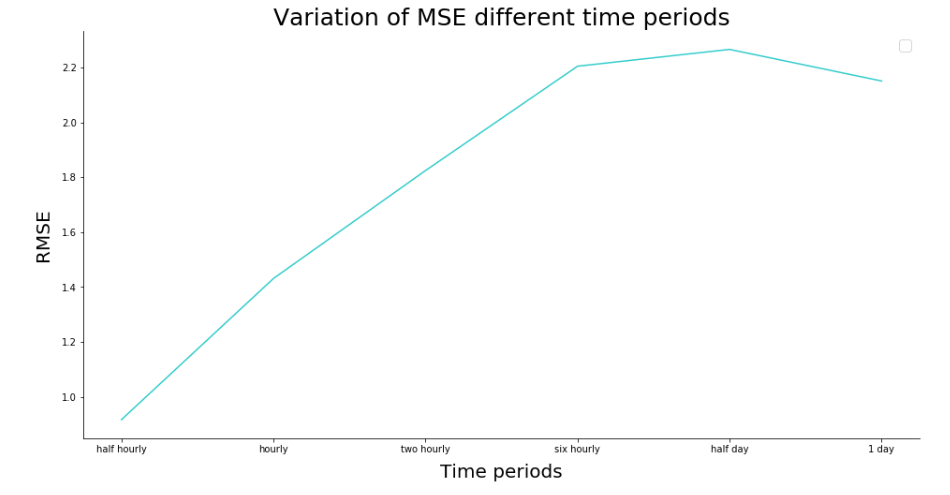 Variation of MSE different time periods
RMSE
2.2
2.0
1.8
1.6
1.4
1.2
1.0
half hourly
hourly
two hourly
six hourly
half day
1 day
Time periods